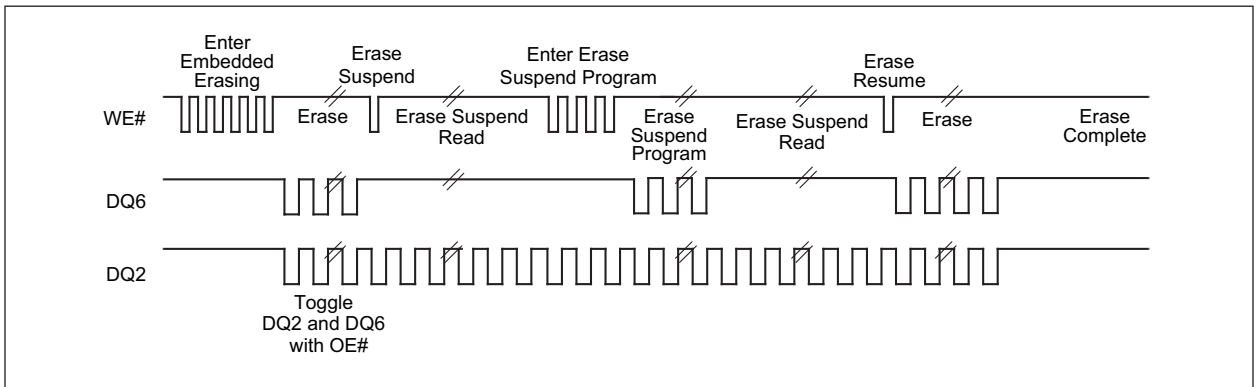 Enter
Embedded
Erasing
Erase
Suspend
Enter Erase
Suspend Program
Erase
Resume
WE#
Erase
Erase Suspend
Read
Erase
Suspend
Program
Erase Suspend
Read
Erase
Erase
Complete
DQ6
DQ2
Toggle
DQ2 and DQ6
with OE#